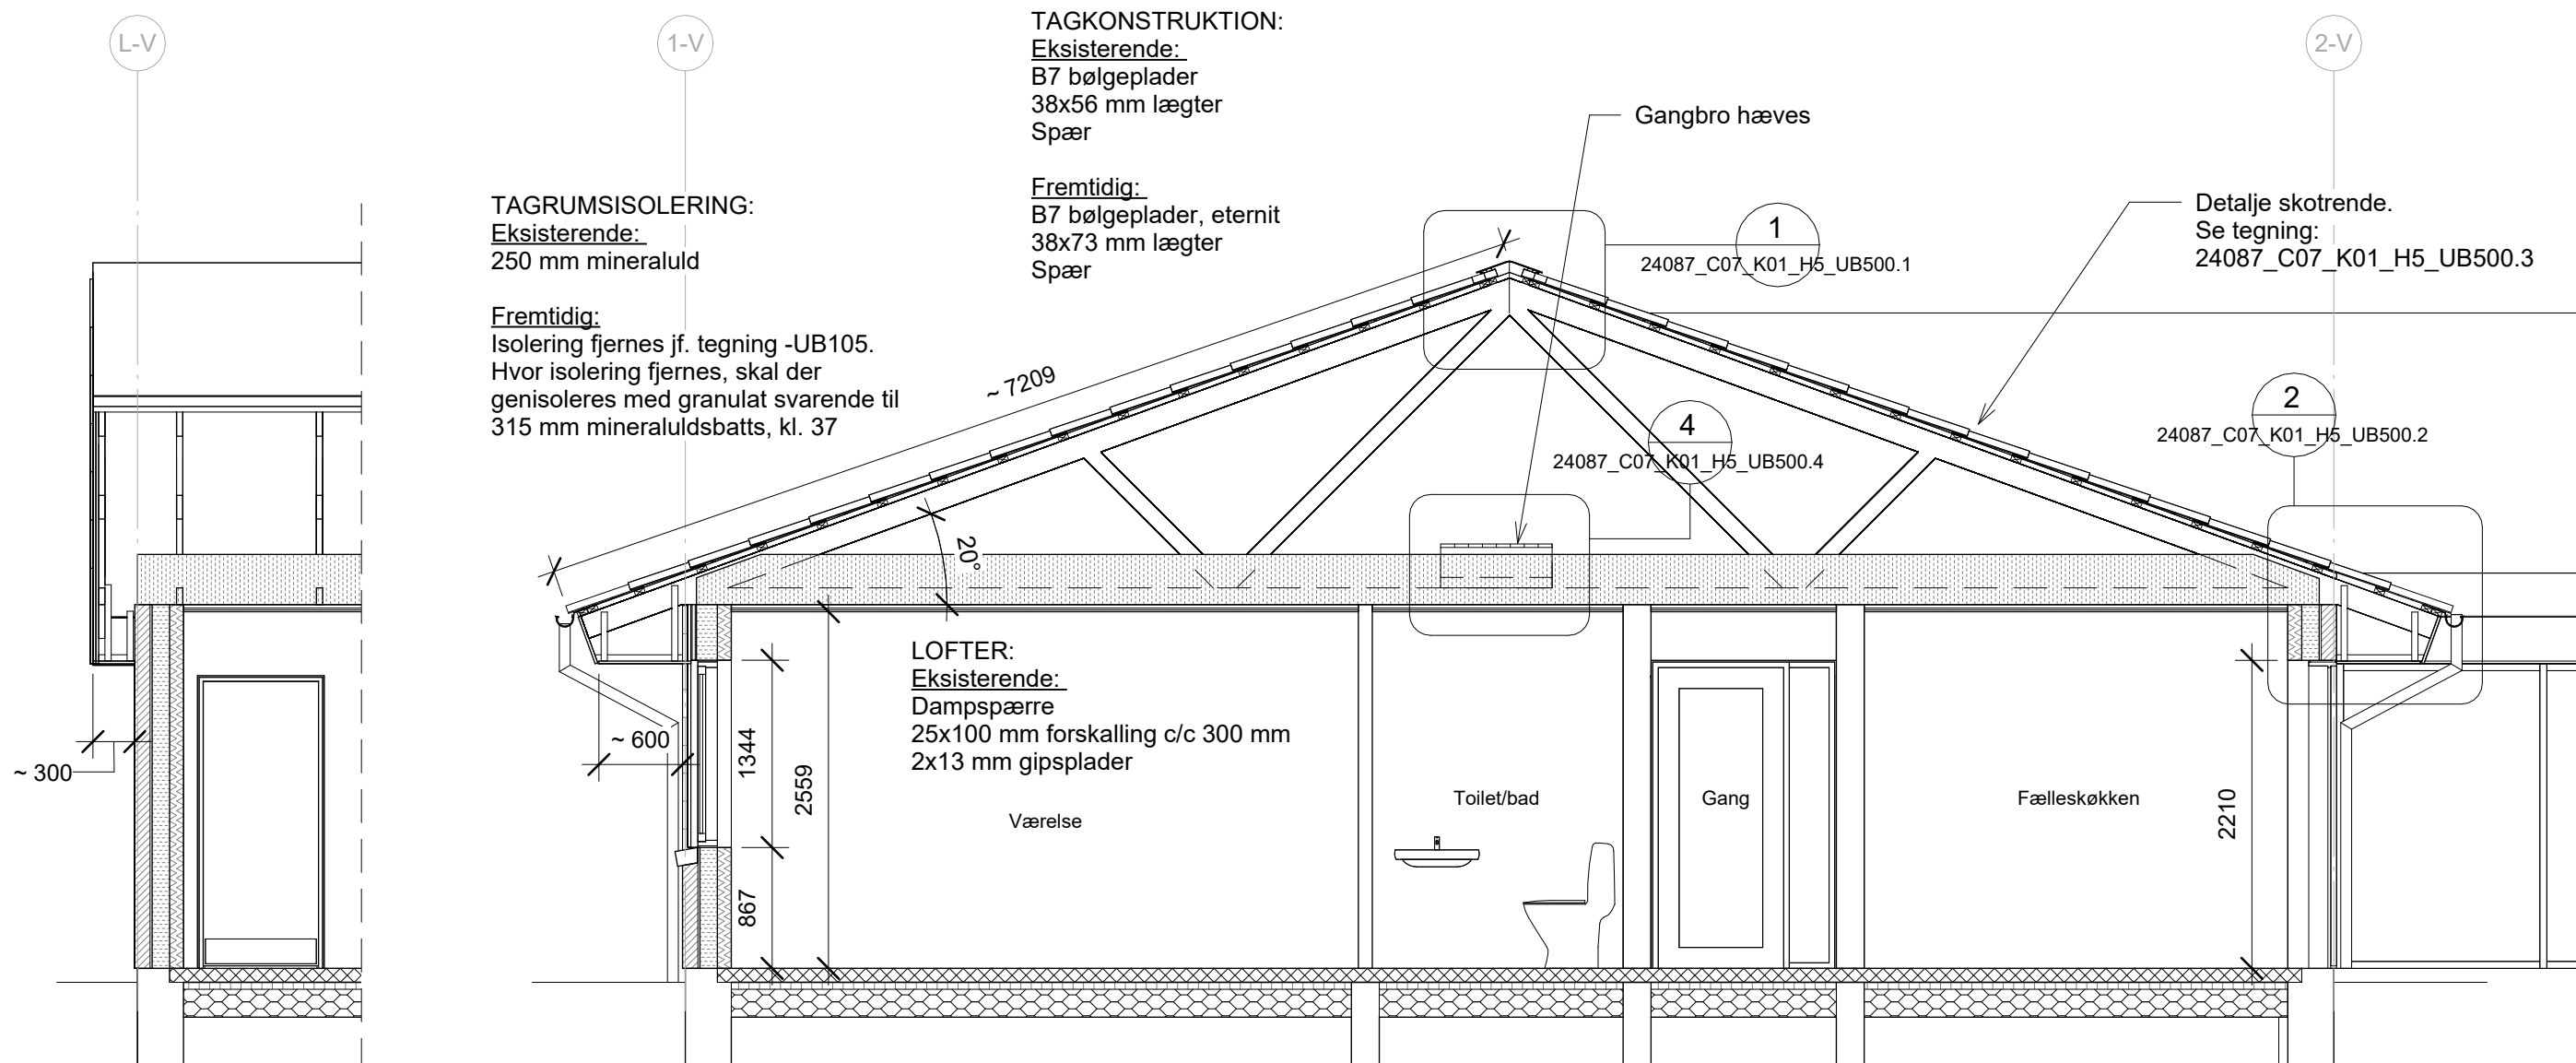 L-V
1-V
2-V
TAGKONSTRUKTION:
Eksisterende:
B7 bølgeplader
38x56 mm lægter
Spær
Fremtidig:
B7 bølgeplader, eternit
38x73 mm lægter
Spær
Gangbro hæves
TAGRUMSISOLERING:
Eksisterende:
250 mm mineraluld
Fremtidig:
Isolering fjernes jf. tegning -UB105.
Hvor isolering fjernes, skal der
genisoleres med granulat svarende til
315 mm mineraluldsbatts, kl. 37
Detalje skotrende.
Se tegning:
24087_C07_K01_H5_UB500.3
1
24087_C07_K01_H5_UB500.1
2
24087_C07_K01_H5_UB500.2
4
24087_C07_K01_H5_UB500.4
~ 7209
20°
LOFTER:
Eksisterende:
Dampspærre
25x100 mm forskalling c/c 300 mm
2x13 mm gipsplader
~ 300
~ 600
1344
2559
867
2210
Værelse
Toilet/bad
Gang
Fælleskøkken